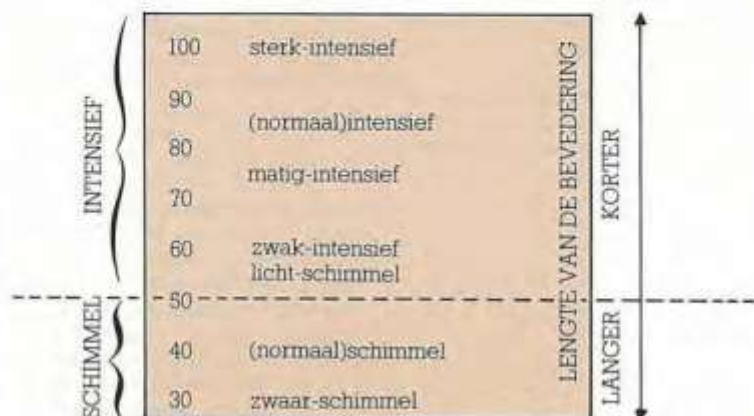 100 sterk-intensief
90
(normaal)intensief
80
matig-intensief
70
60 zwak-intensief
licht-schimmel
50
40 (normaal)schimmel
30 zwaar-schimmel
INTENSIEF
SCHIMMEL
LENGTE VAN DE BEVEDERING
KORTER
LANGER